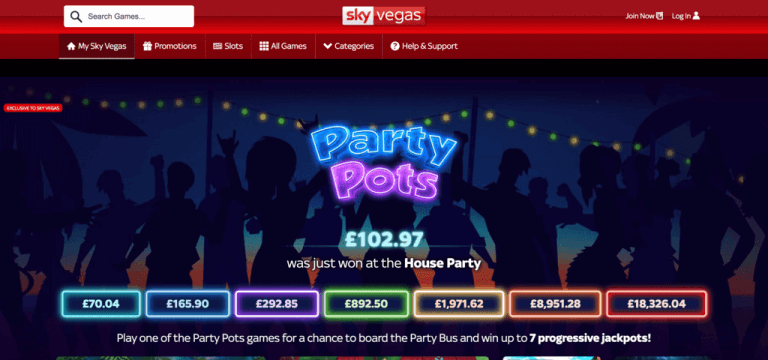 Search Games...
sky vegas
Join Now
Log In
My Sky Vegas
Promotions
Slots
All Games
Categories
Help & Support
EXCLUSIVE TO SKY VEGAS
Party
Pots
£102.97
was just won at the House Party
£70.04 £165.90 £292.85 £892.50 £1,971.62 £8,951.28 £18,326.04
Play one of the Party Pots games for a chance to board the Party Bus and win up to 7 progressive jackpots!